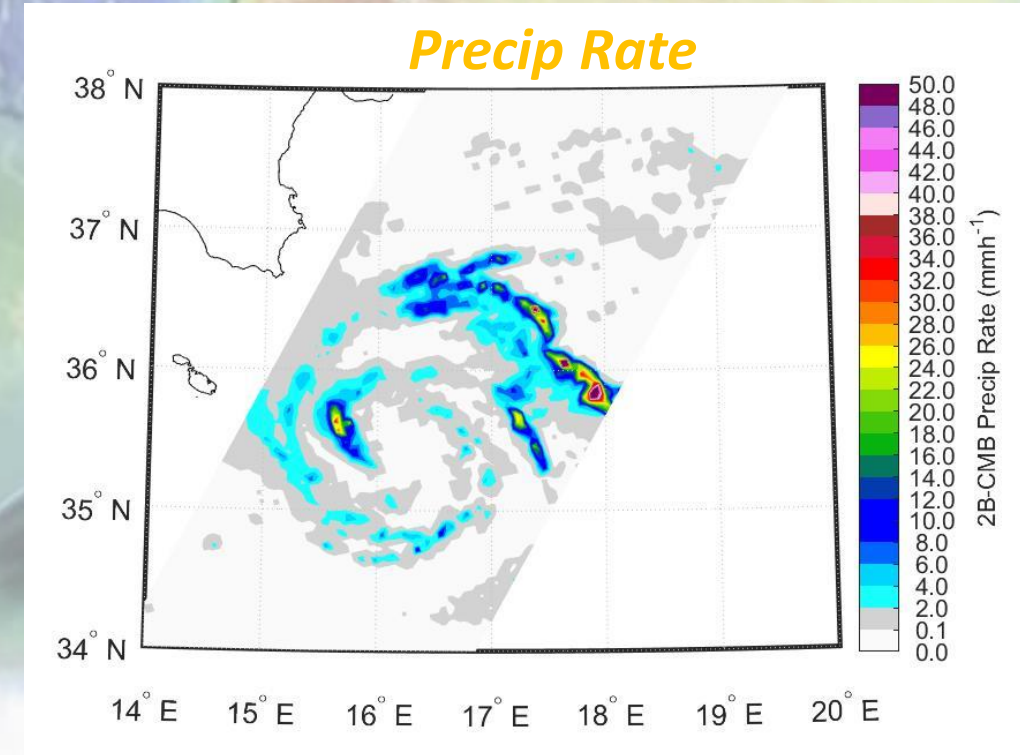 Precip Rate
38° N
37° N
36° N
35° N
34° N
14° E
15° E
16° E
17° E
18° E
19° E
20° E
50.0
48.0
46.0
44.0
42.0
40.0
38.0
36.0
34.0
32.0
30.0
28.0
26.0
24.0
22.0
20.0
18.0
16.0
14.0
12.0
10.0
8.0
6.0
4.0
2.0
0.1
0.0
2B-CMB Precip Rate (mmh⁻¹)